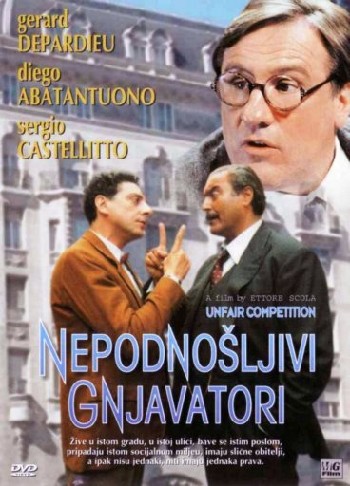 gerard
DEPARDIEU
diego
ABATANTUONO
sergio
CASTELLITTO
A film by ETTORE SCOLA
UNFAIR COMPETITION
NEPODNOŠLJIVI
GNJAVATORI
Žive u istom gradu, u istoj ulici, bave se istim poslom,
pripadaju istom socijalnom miljeu, imaju slične obitelji,
a ipak nisu jednaki, niti imaju jednaka prava.
DVD
MG
Film